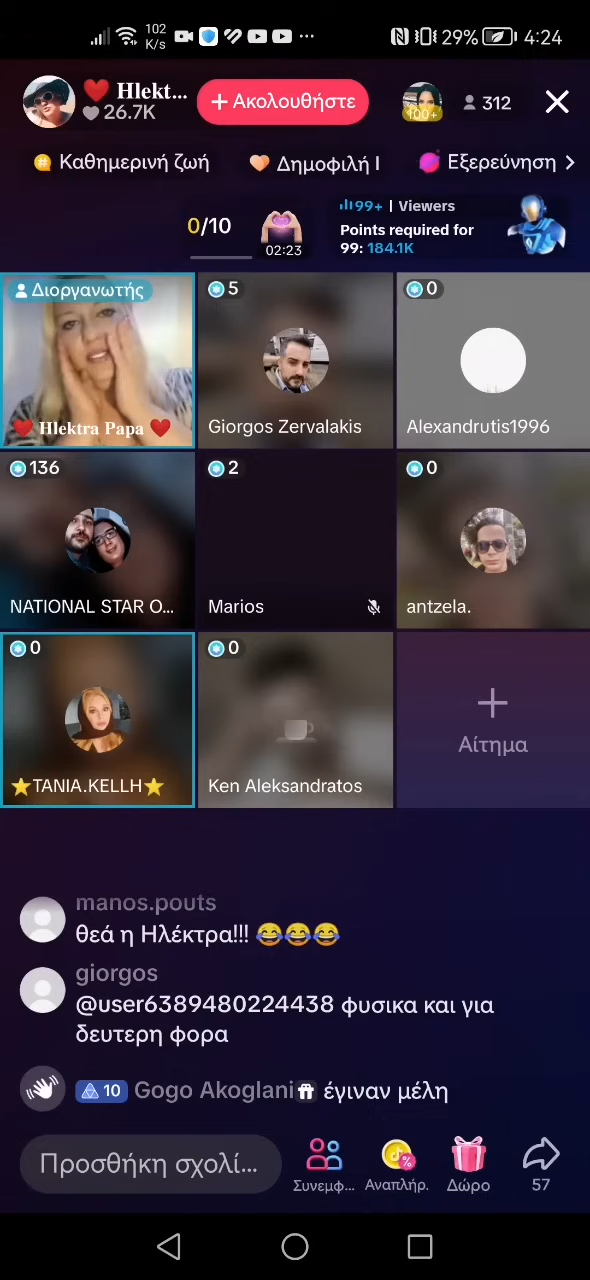 102
K/s
29%
4:24
❤️ Hlekt...
26.7K
+ Ακολουθήστε
100+
312
Καθημερινή ζωή
Δημοφιλή l
Εξερεύνηση
0/10
02:23
99+ | Viewers
Points required for
99: 184.1K
Διοργανωτής
❤️ Hlektra Papa ❤️
5
Giorgos Zervalakis
0
Alexandrutis1996
136
NATIONAL STAR O...
2
Marios
0
antzela.
0
⭐TANIA.KELLH⭐
0
Ken Aleksandratos
Αίτημα
manos.pouts
θεά η Ηλέκτρα!!! 😂😂😂
giorgos
@user6389480224438 φυσικα και για
δευτερη φορα
10 Gogo Akoglani έγιναν μέλη
Προσθήκη σχολί...
Συνεμφ...
Αναπλήρ.
Δώρο
57